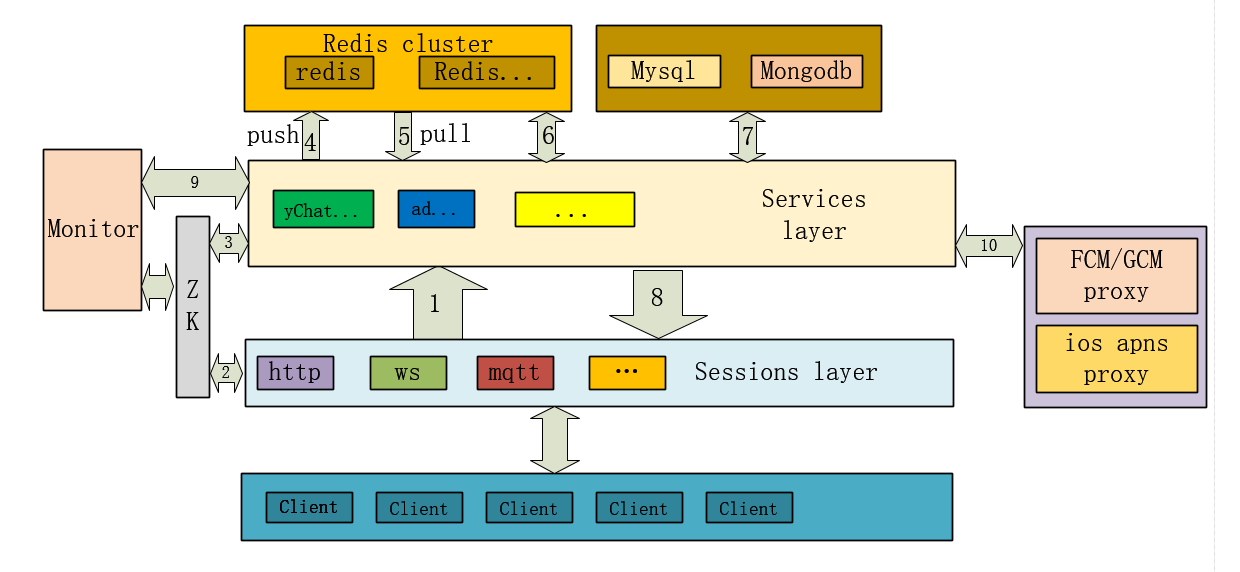 Redis cluster
redis
Redis...
Mysql
Mongodb
push
4
5
pull
6
7
Monitor
9
3
ZK
2
yChat...
ad...
...
Services
layer
10
FCM/GCM
proxy
ios apns
proxy
1
8
http
ws
mqtt
...
Sessions layer
Client
Client
Client
Client
Client